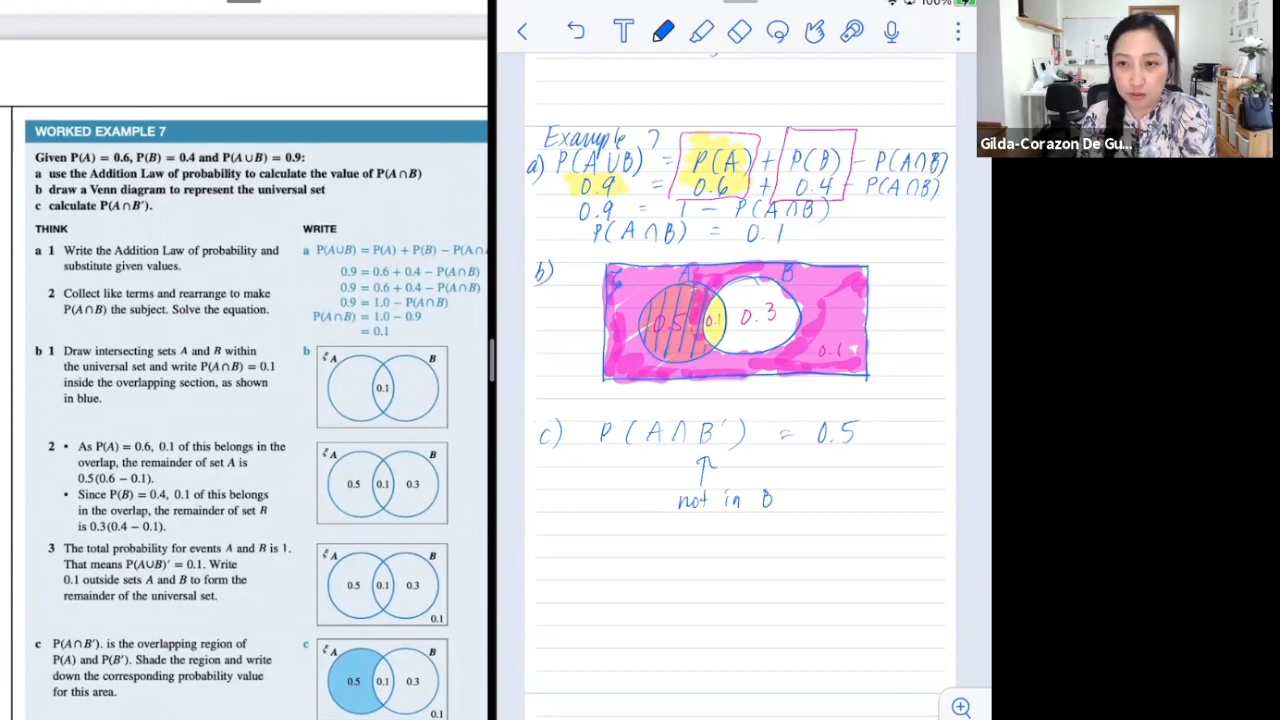 100%
WORKED EXAMPLE 7
Given P(A) = 0.6, P(B) = 0.4 and P(A∪B) = 0.9:
a use the Addition Law of probability to calculate the value of P(A∩B)
b draw a Venn diagram to represent the universal set
c calculate P(A∩B′).
THINK
WRITE
a 1 Write the Addition Law of probability and
substitute given values.
2 Collect like terms and rearrange to make
P(A∩B) the subject. Solve the equation.
a P(A∪B) = P(A) + P(B) − P(A∩
0.9 = 0.6 + 0.4 − P(A∩B)
0.9 = 0.6 + 0.4 − P(A∩B)
0.9 = 1.0 − P(A∩B)
P(A∩B) = 1.0 − 0.9
= 0.1
b 1 Draw intersecting sets A and B within
the universal set and write P(A∩B) = 0.1
inside the overlapping section, as shown
in blue.
b
ξ A B
0.1
2 • As P(A) = 0.6, 0.1 of this belongs in the
overlap, the remainder of set A is
0.5(0.6 − 0.1).
• Since P(B) = 0.4, 0.1 of this belongs
in the overlap, the remainder of set B
is 0.3(0.4 − 0.1).
ξ A B
0.5 0.1 0.3
3 The total probability for events A and B is 1.
That means P(A∪B)′ = 0.1. Write
0.1 outside sets A and B to form the
remainder of the universal set.
ξ A B
0.5 0.1 0.3
0.1
c P(A∩B′). is the overlapping region of
P(A) and P(B′). Shade the region and write
down the corresponding probability value
for this area.
c
ξ A B
0.5 0.1 0.3
0.1
Example 7
a) P(A∪B) = P(A) + P(B) − P(A∩B)
0.9 = 0.6 + 0.4 − P(A∩B)
0.9 = 1 − P(A∩B)
P(A∩B) = 0.1
b)
ξ A B
0.5 0.1 0.3
0.1
c) P(A∩B′) = 0.5
not in B
Gilda-Corazon De Gu...